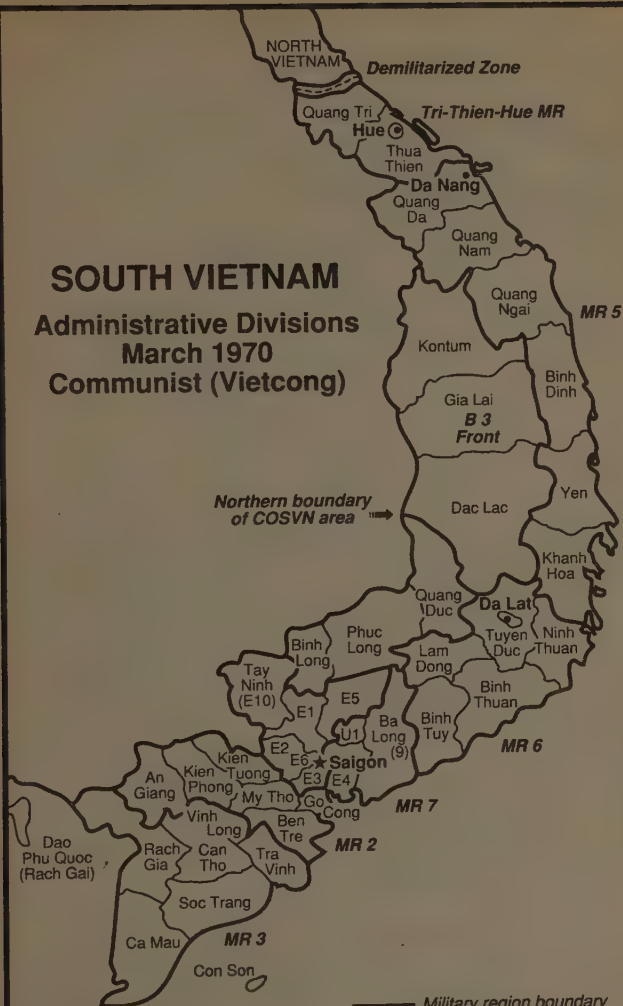 NORTH
VIETNAM
Demilitarized Zone
Quang Tri
Tri-Thien-Hue MR
Hue
Thua
Thien
Da Nang
Quang
Da
Quang
Nam
SOUTH VIETNAM
Administrative Divisions
March 1970
Communist (Vietcong)
Quang
Ngai
MR 5
Kontum
Binh
Dinh
Gia Lai
B 3
Front
Northern boundary
of COSVN area
Dac Lac
Yen
Khanh
Hoa
Quang
Duc
Da Lat
Tuyen
Duc
Ninh
Thuan
Phuc
Long
Binh
Long
Lam
Dong
Tay
Ninh
(E10)
Binh
Thuan
E1
E5
Binh
Tuy
Ba
Long
(9)
U1
MR 6
E2
E6
Saigon
E3
E4
Kien
Tuong
Kien
Phong
An
Giang
My Tho
Go
Cong
MR 7
Vinh
Long
Ben
Tre
MR 2
Dao
Phu Quoc
(Rach Gai)
Rach
Gia
Can
Tho
Tra
Vinh
Soc Trang
Ca Mau
MR 3
Con Son
Military region boundary